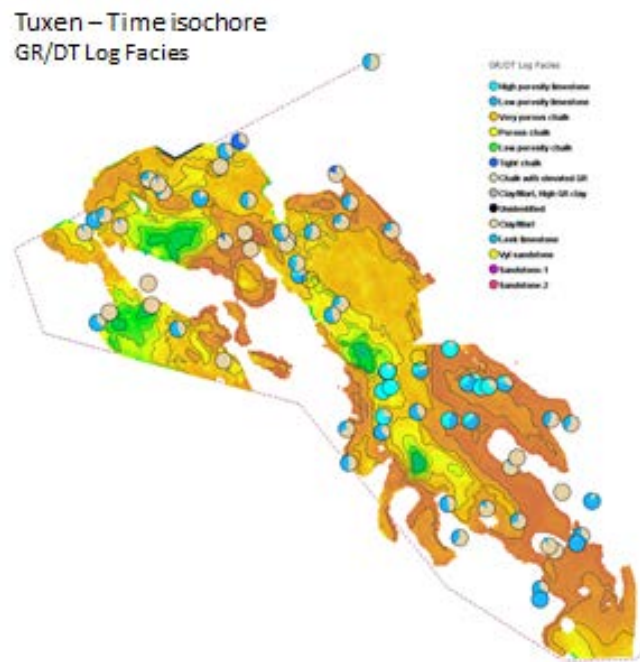 Tuxen – Time isochore
GR/DT Log Facies
GR/DT Log Facies
High porosity limestone
Low porosity limestone
Very porous chalk
Porous chalk
Low porosity chalk
Tight chalk
Chalk with elevated GR
Clay/Marl, High GR clay
Unidentified
Clay/Marl
Leek limestone
Vyl sandstone
Sandstone 1
Sandstone 2